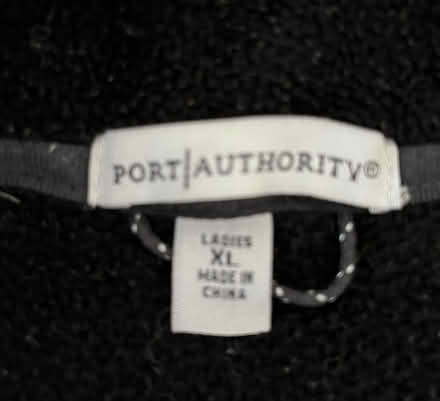 PORT|AUTHORITY®
LADIES
XL
MADE IN
CHINA